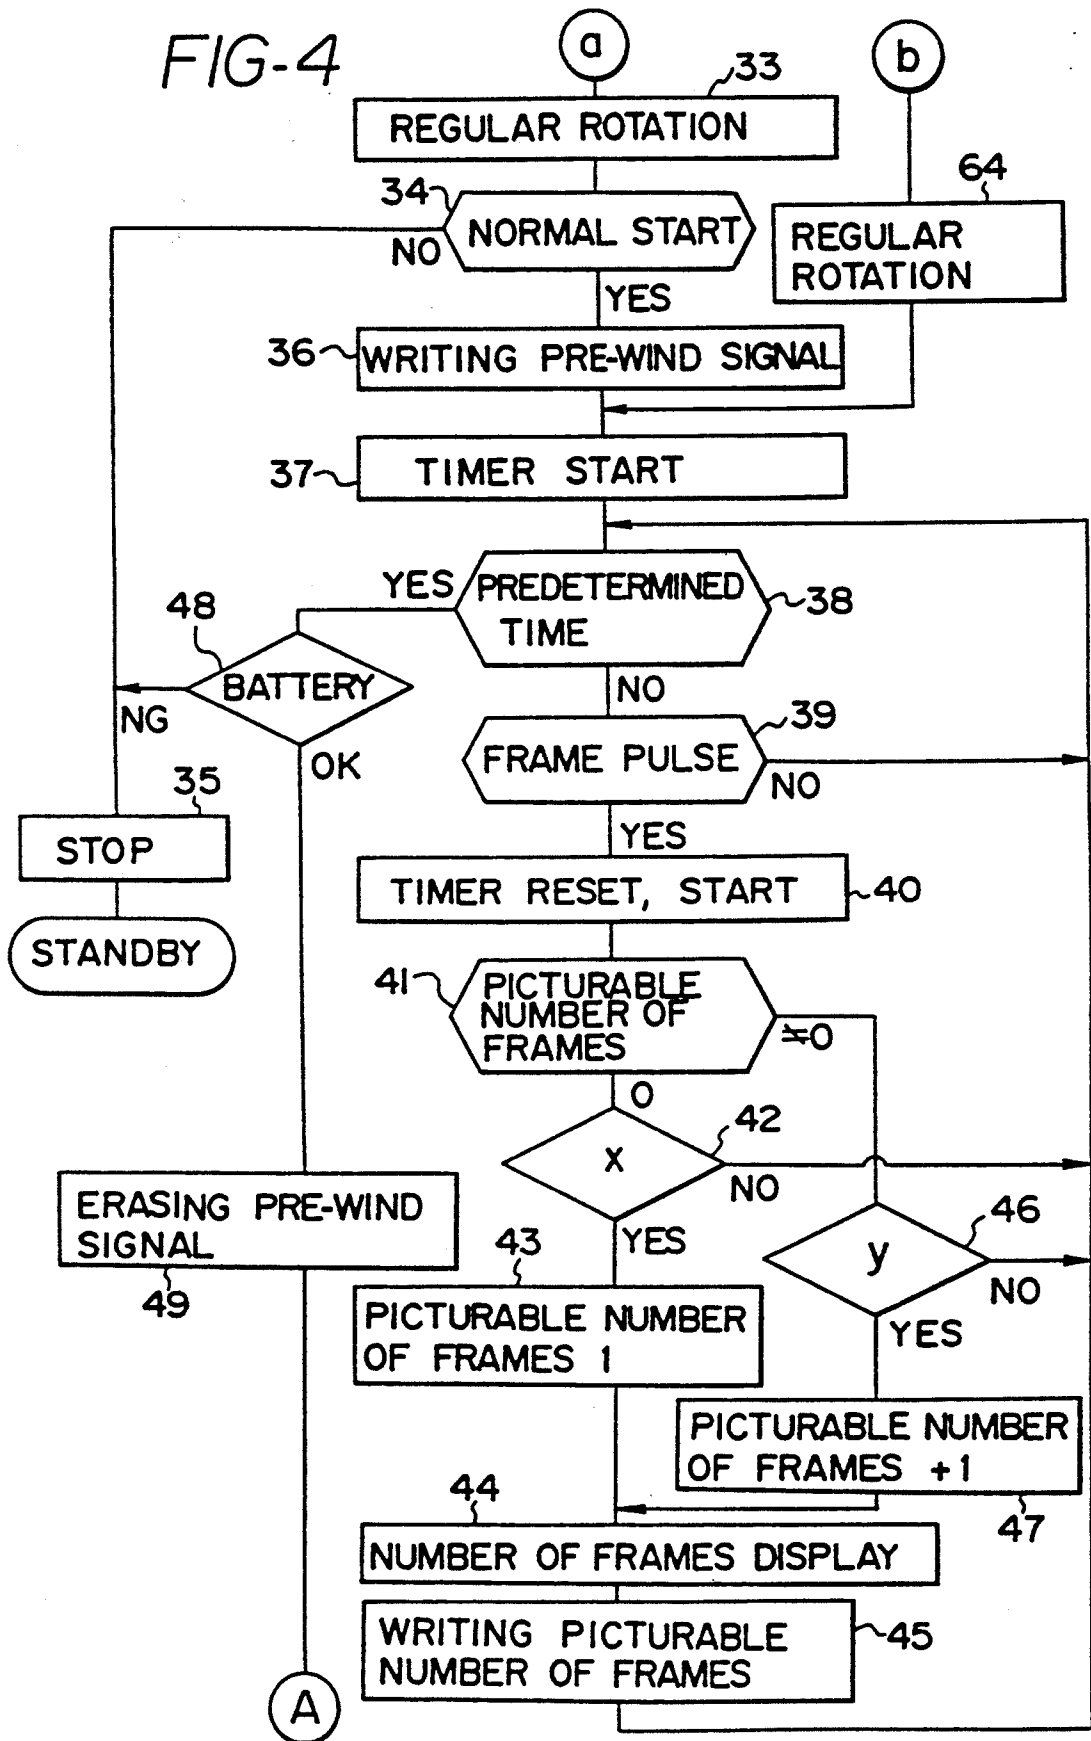 FIG-4
a
b
33
REGULAR ROTATION
64
34
NORMAL START
NO
REGULAR
ROTATION
YES
36
WRITING PRE-WIND SIGNAL
37
TIMER START
YES
PREDETERMINED
TIME
38
48
BATTERY
NG
OK
NO
39
FRAME PULSE
NO
35
STOP
YES
TIMER RESET, START
40
STANDBY
41
PICTURABLE
NUMBER OF
FRAMES
≠0
0
42
x
NO
YES
ERASING PRE-WIND
SIGNAL
49
43
46
y
NO
YES
PICTURABLE NUMBER
OF FRAMES 1
PICTURABLE NUMBER
OF FRAMES +1
47
44
NUMBER OF FRAMES DISPLAY
WRITING PICTURABLE
NUMBER OF FRAMES
45
A